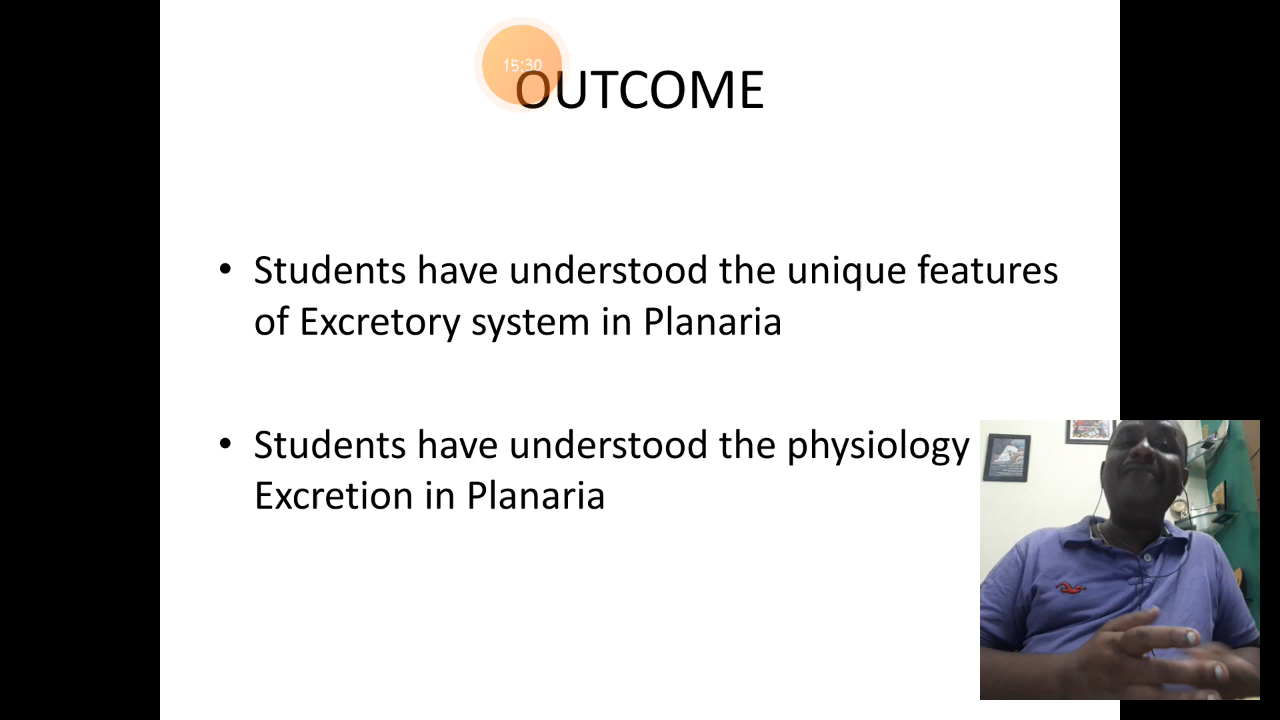 15:30
OUTCOME
• Students have understood the unique features
of Excretory system in Planaria
• Students have understood the physiology
Excretion in Planaria